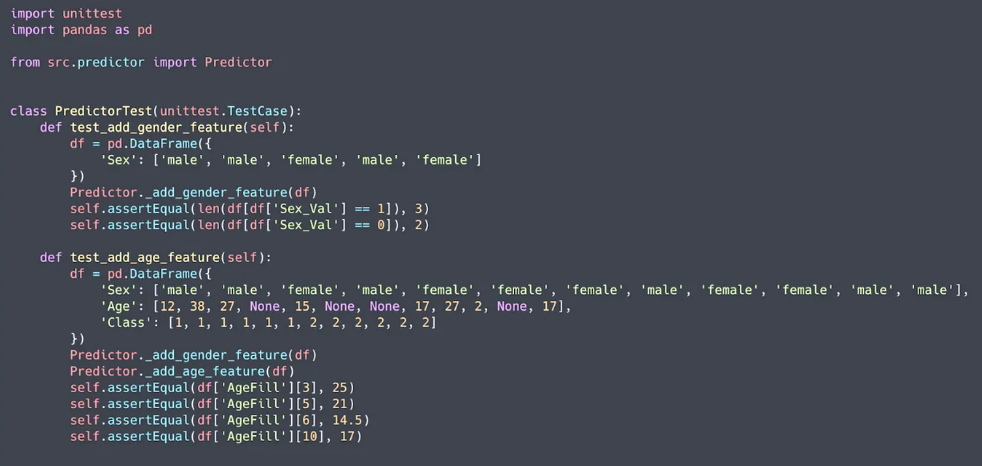 import unittest
import pandas as pd
from src.predictor import Predictor
class PredictorTest(unittest.TestCase):
    def test_add_gender_feature(self):
        df = pd.DataFrame({
            'Sex': ['male', 'male', 'female', 'male', 'female']
        })
        Predictor._add_gender_feature(df)
        self.assertEqual(len(df[df['Sex_Val'] == 1]), 3)
        self.assertEqual(len(df[df['Sex_Val'] == 0]), 2)
    def test_add_age_feature(self):
        df = pd.DataFrame({
            'Sex': ['male', 'male', 'female', 'male', 'female', 'female', 'female', 'male', 'female', 'female', 'male', 'male'],
            'Age': [12, 38, 27, None, 15, None, None, 17, 27, 2, None, 17],
            'Class': [1, 1, 1, 1, 1, 1, 2, 2, 2, 2, 2, 2]
        })
        Predictor._add_gender_feature(df)
        Predictor._add_age_feature(df)
        self.assertEqual(df['AgeFill'][3], 25)
        self.assertEqual(df['AgeFill'][5], 21)
        self.assertEqual(df['AgeFill'][6], 14.5)
        self.assertEqual(df['AgeFill'][10], 17)